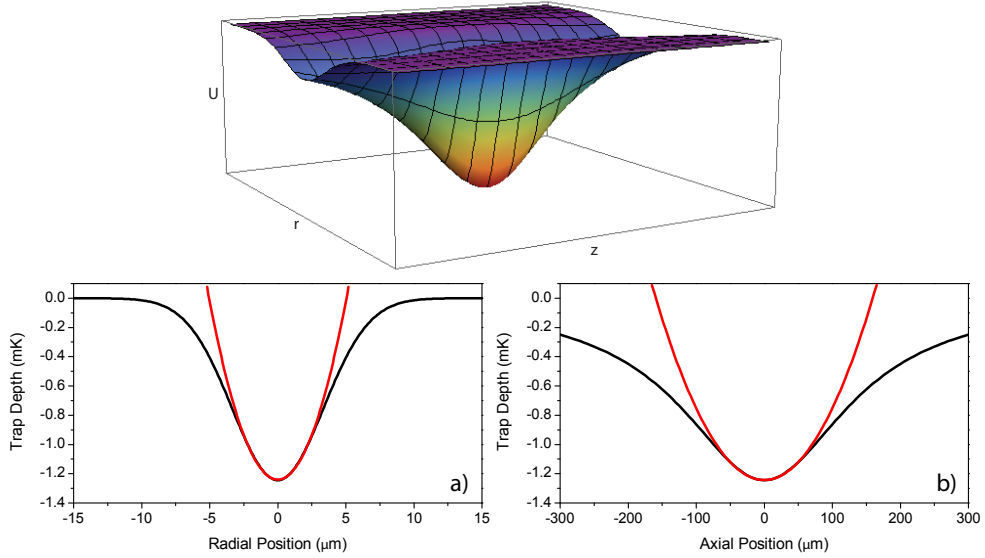 U
r
z
0.0
-0.2
-0.4
-0.6
-0.8
-1.0
-1.2
-1.4
Trap Depth (mK)
a)
-15 -10 -5 0 5 10 15
Radial Position (μm)
0.0
-0.2
-0.4
-0.6
-0.8
-1.0
-1.2
-1.4
Trap Depth (mK)
b)
-300 -200 -100 0 100 200 300
Axial Position (μm)